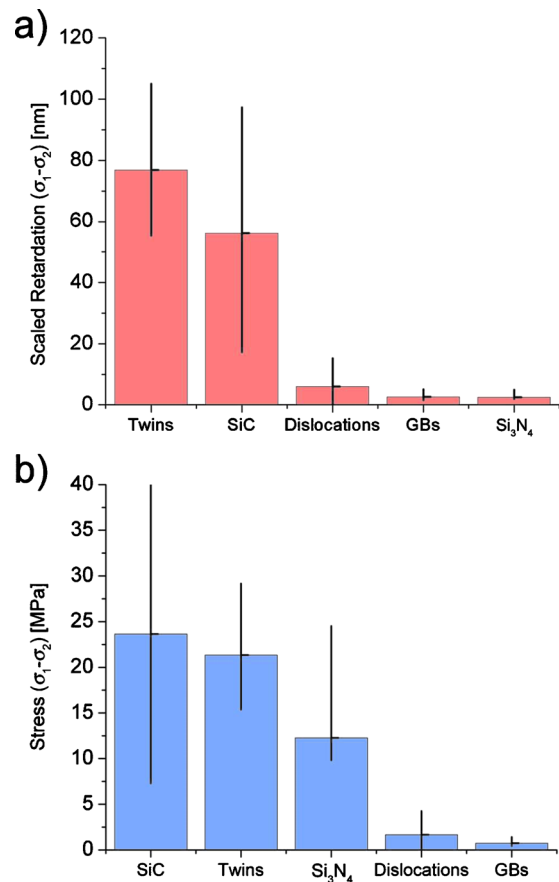 a)
120
100
80
60
40
20
0
Scaled Retardation (σ₁-σ₂) [nm]
Twins SiC Dislocations GBs Si₃N₄
b)
40
35
30
25
20
15
10
5
0
Stress (σ₁-σ₂) [MPa]
SiC Twins Si₃N₄ Dislocations GBs